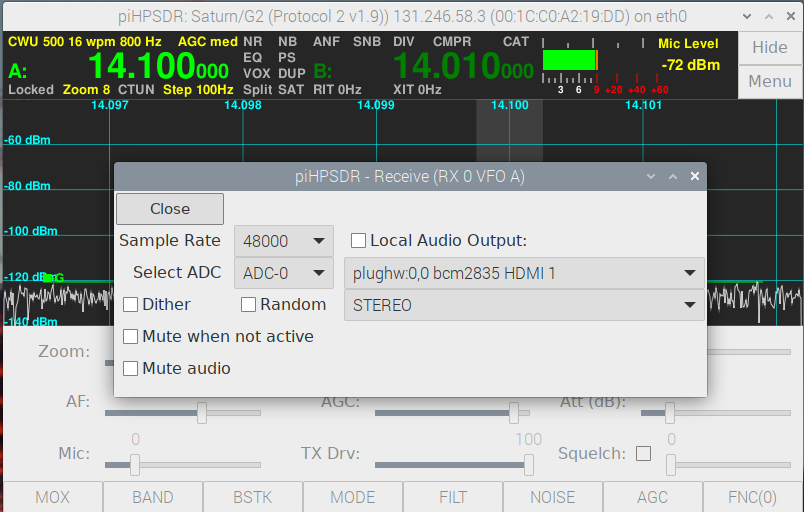 piHPSDR: Saturn/G2 (Protocol 2 v1.9)) 131.246.58.3 (00:1C:C0:A2:19:DD) on eth0
CWU 500 16 wpm 800 Hz AGC med NR NB ANF SNB DIV CMPR CAT
Mic Level
Hide
EQ PS
A: 14.100000 VOX DUP B: 14.010000
-72 dBm
Menu
Locked Zoom 8 CTUN Step 100Hz Split SAT RIT 0Hz XIT 0Hz
3 6 9 +20 +40 +60
14.097 14.098 14.099 14.100 14.101
-60 dBm
-80 dBm
-100 dBm
-120 dBm
-140 dBm
piHPSDR - Receive (RX 0 VFO A)
Close
Sample Rate 48000 Local Audio Output:
Select ADC ADC-0 plughw:0,0 bcm2835 HDMI 1
Dither Random STEREO
Mute when not active
Mute audio
Zoom:
AF: AGC: Att (dB):
0 100 0
Mic: TX Drv: Squelch:
MOX BAND BSTK MODE FILT NOISE AGC FNC(0)